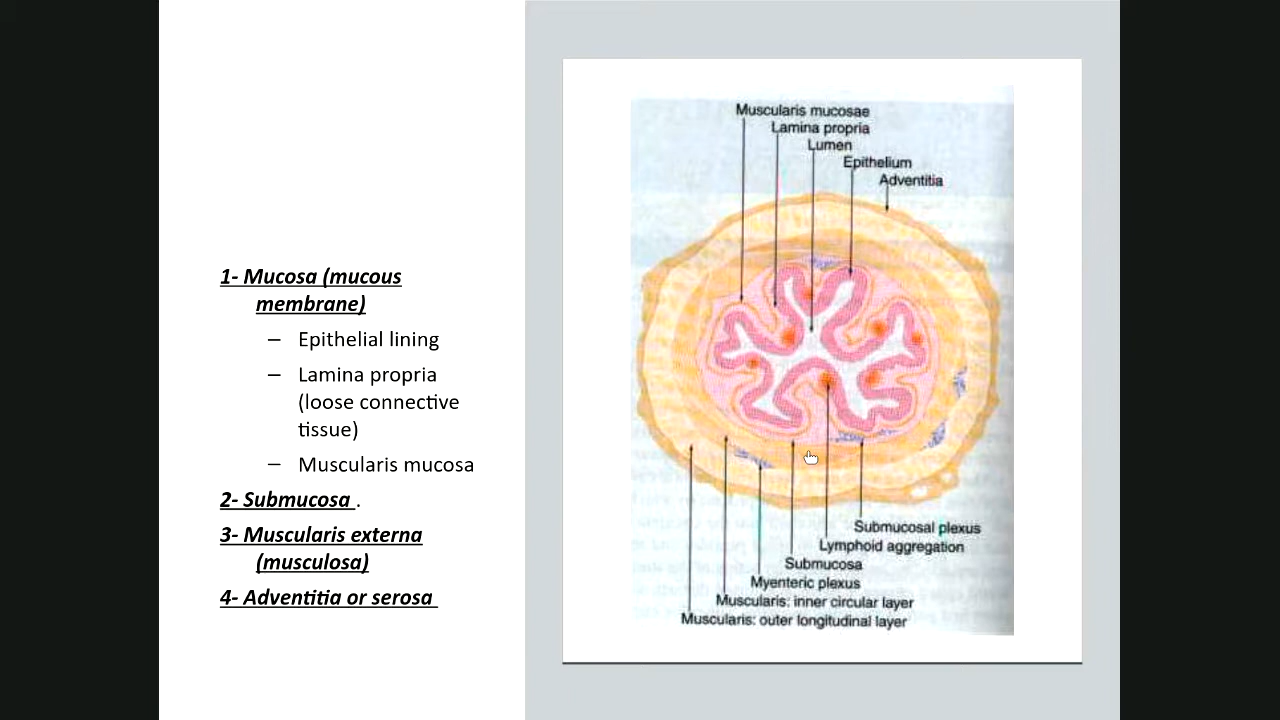 1- Mucosa (mucous
membrane)
– Epithelial lining
– Lamina propria
(loose connective
tissue)
– Muscularis mucosa
2- Submucosa .
3- Muscularis externa
(musculosa)
4- Adventitia or serosa
Muscularis mucosae
Lamina propria
Lumen
Epithelium
Adventitia
Submucosal plexus
Lymphoid aggregation
Submucosa
Myenteric plexus
Muscularis: inner circular layer
Muscularis: outer longitudinal layer